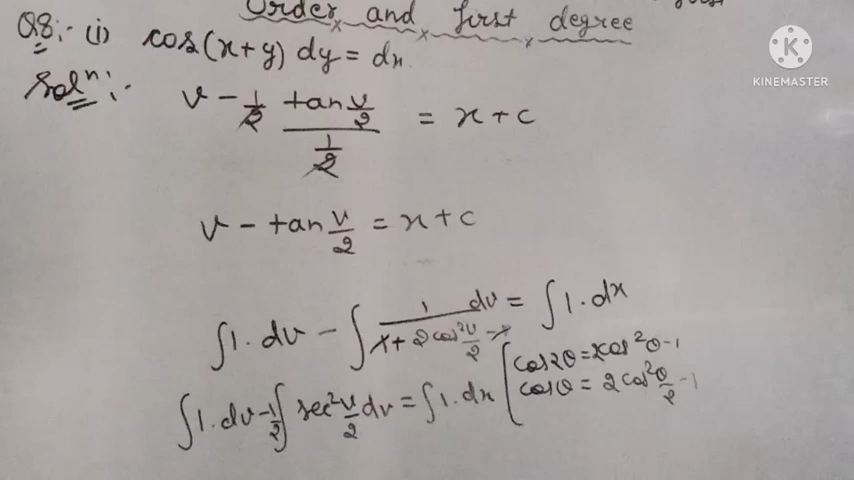 Order and first degree
Q8:- (i) cos(x+y) dy = dx
KINEMASTER
Solⁿ:-
v - 1/2 (tan v/2)/(1/2) = x + c
v - tan v/2 = x + c
∫1. dv - ∫ 1/(1 + 2cos² v/2 - 1) dv = ∫1. dx
∫1. dv - 1/2 ∫ sec² v/2 dv = ∫1. dx
cos2θ = 2cos²θ - 1
cosθ = 2cos² θ/2 - 1